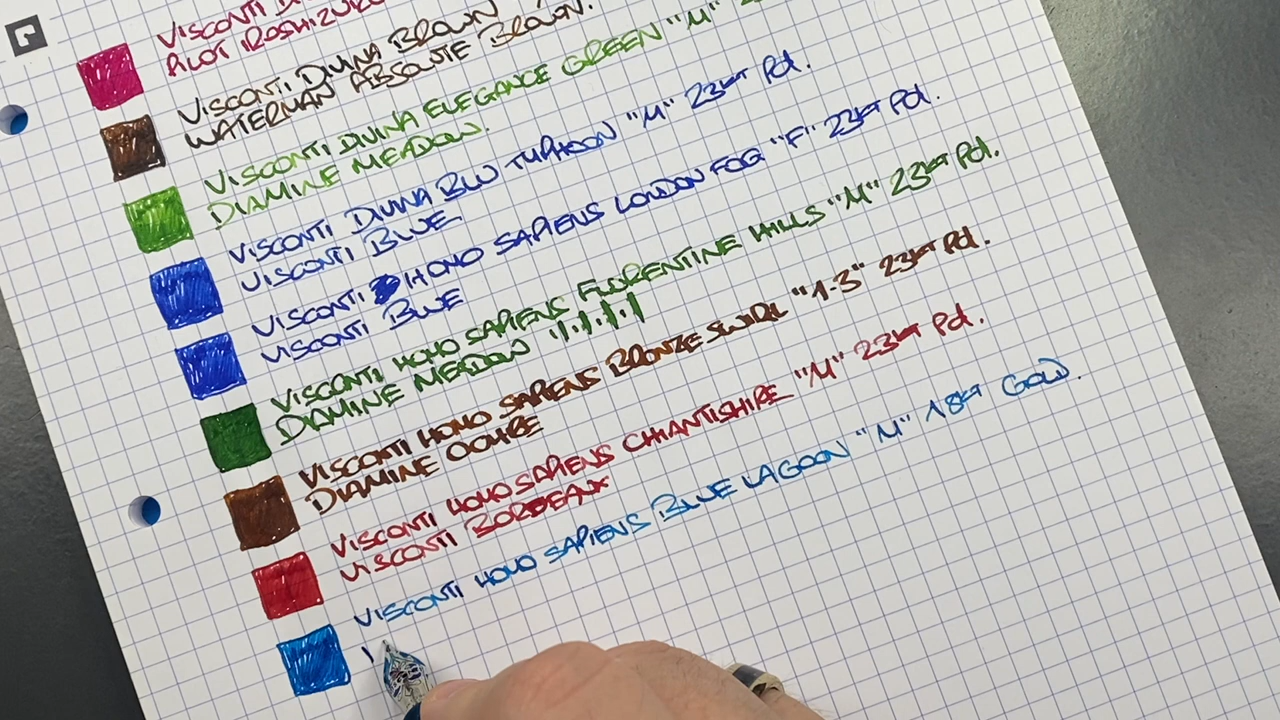 VISCONTI
PILOT IROSHIZUKU
VISCONTI DIVINA BROWN
WATERMAN ABSOLUTE BROWN.
VISCONTI DIVINA ELEGANCE GREEN "M"
DIAMINE MEADOW.
VISCONTI DIVINA BLU TYPHOON "M" 23KT Pd.
VISCONTI BLUE
VISCONTI HOMO SAPIENS LONDON FOG "F" 23KT Pd.
VISCONTI BLUE
VISCONTI HOMO SAPIENS FLORENTINE HILLS "M" 23KT Pd.
DIAMINE MEADOW
VISCONTI HOMO SAPIENS BRONZE SWIRL "1.3" 23KT Pd.
DIAMINE OCHRE
VISCONTI HOMO SAPIENS CHIANTISHIRE "M" 23KT Pd.
VISCONTI BORDEAUX
VISCONTI HOMO SAPIENS BLUE LAGOON "M" 18KT GOLD.